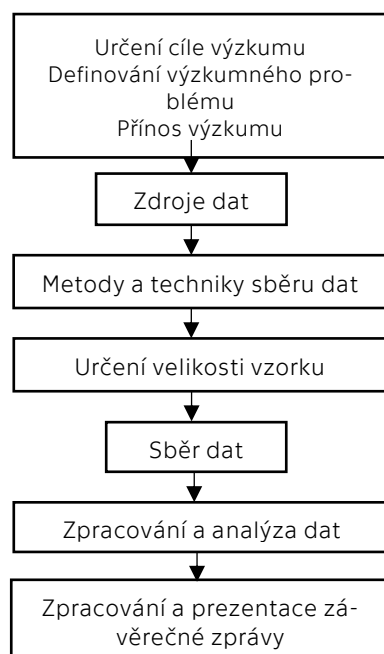 Určení cíle výzkumu
Definování výzkumného pro-
blému
Přínos výzkumu
Zdroje dat
Metody a techniky sběru dat
Určení velikosti vzorku
Sběr dat
Zpracování a analýza dat
Zpracování a prezentace zá-
věrečné zprávy